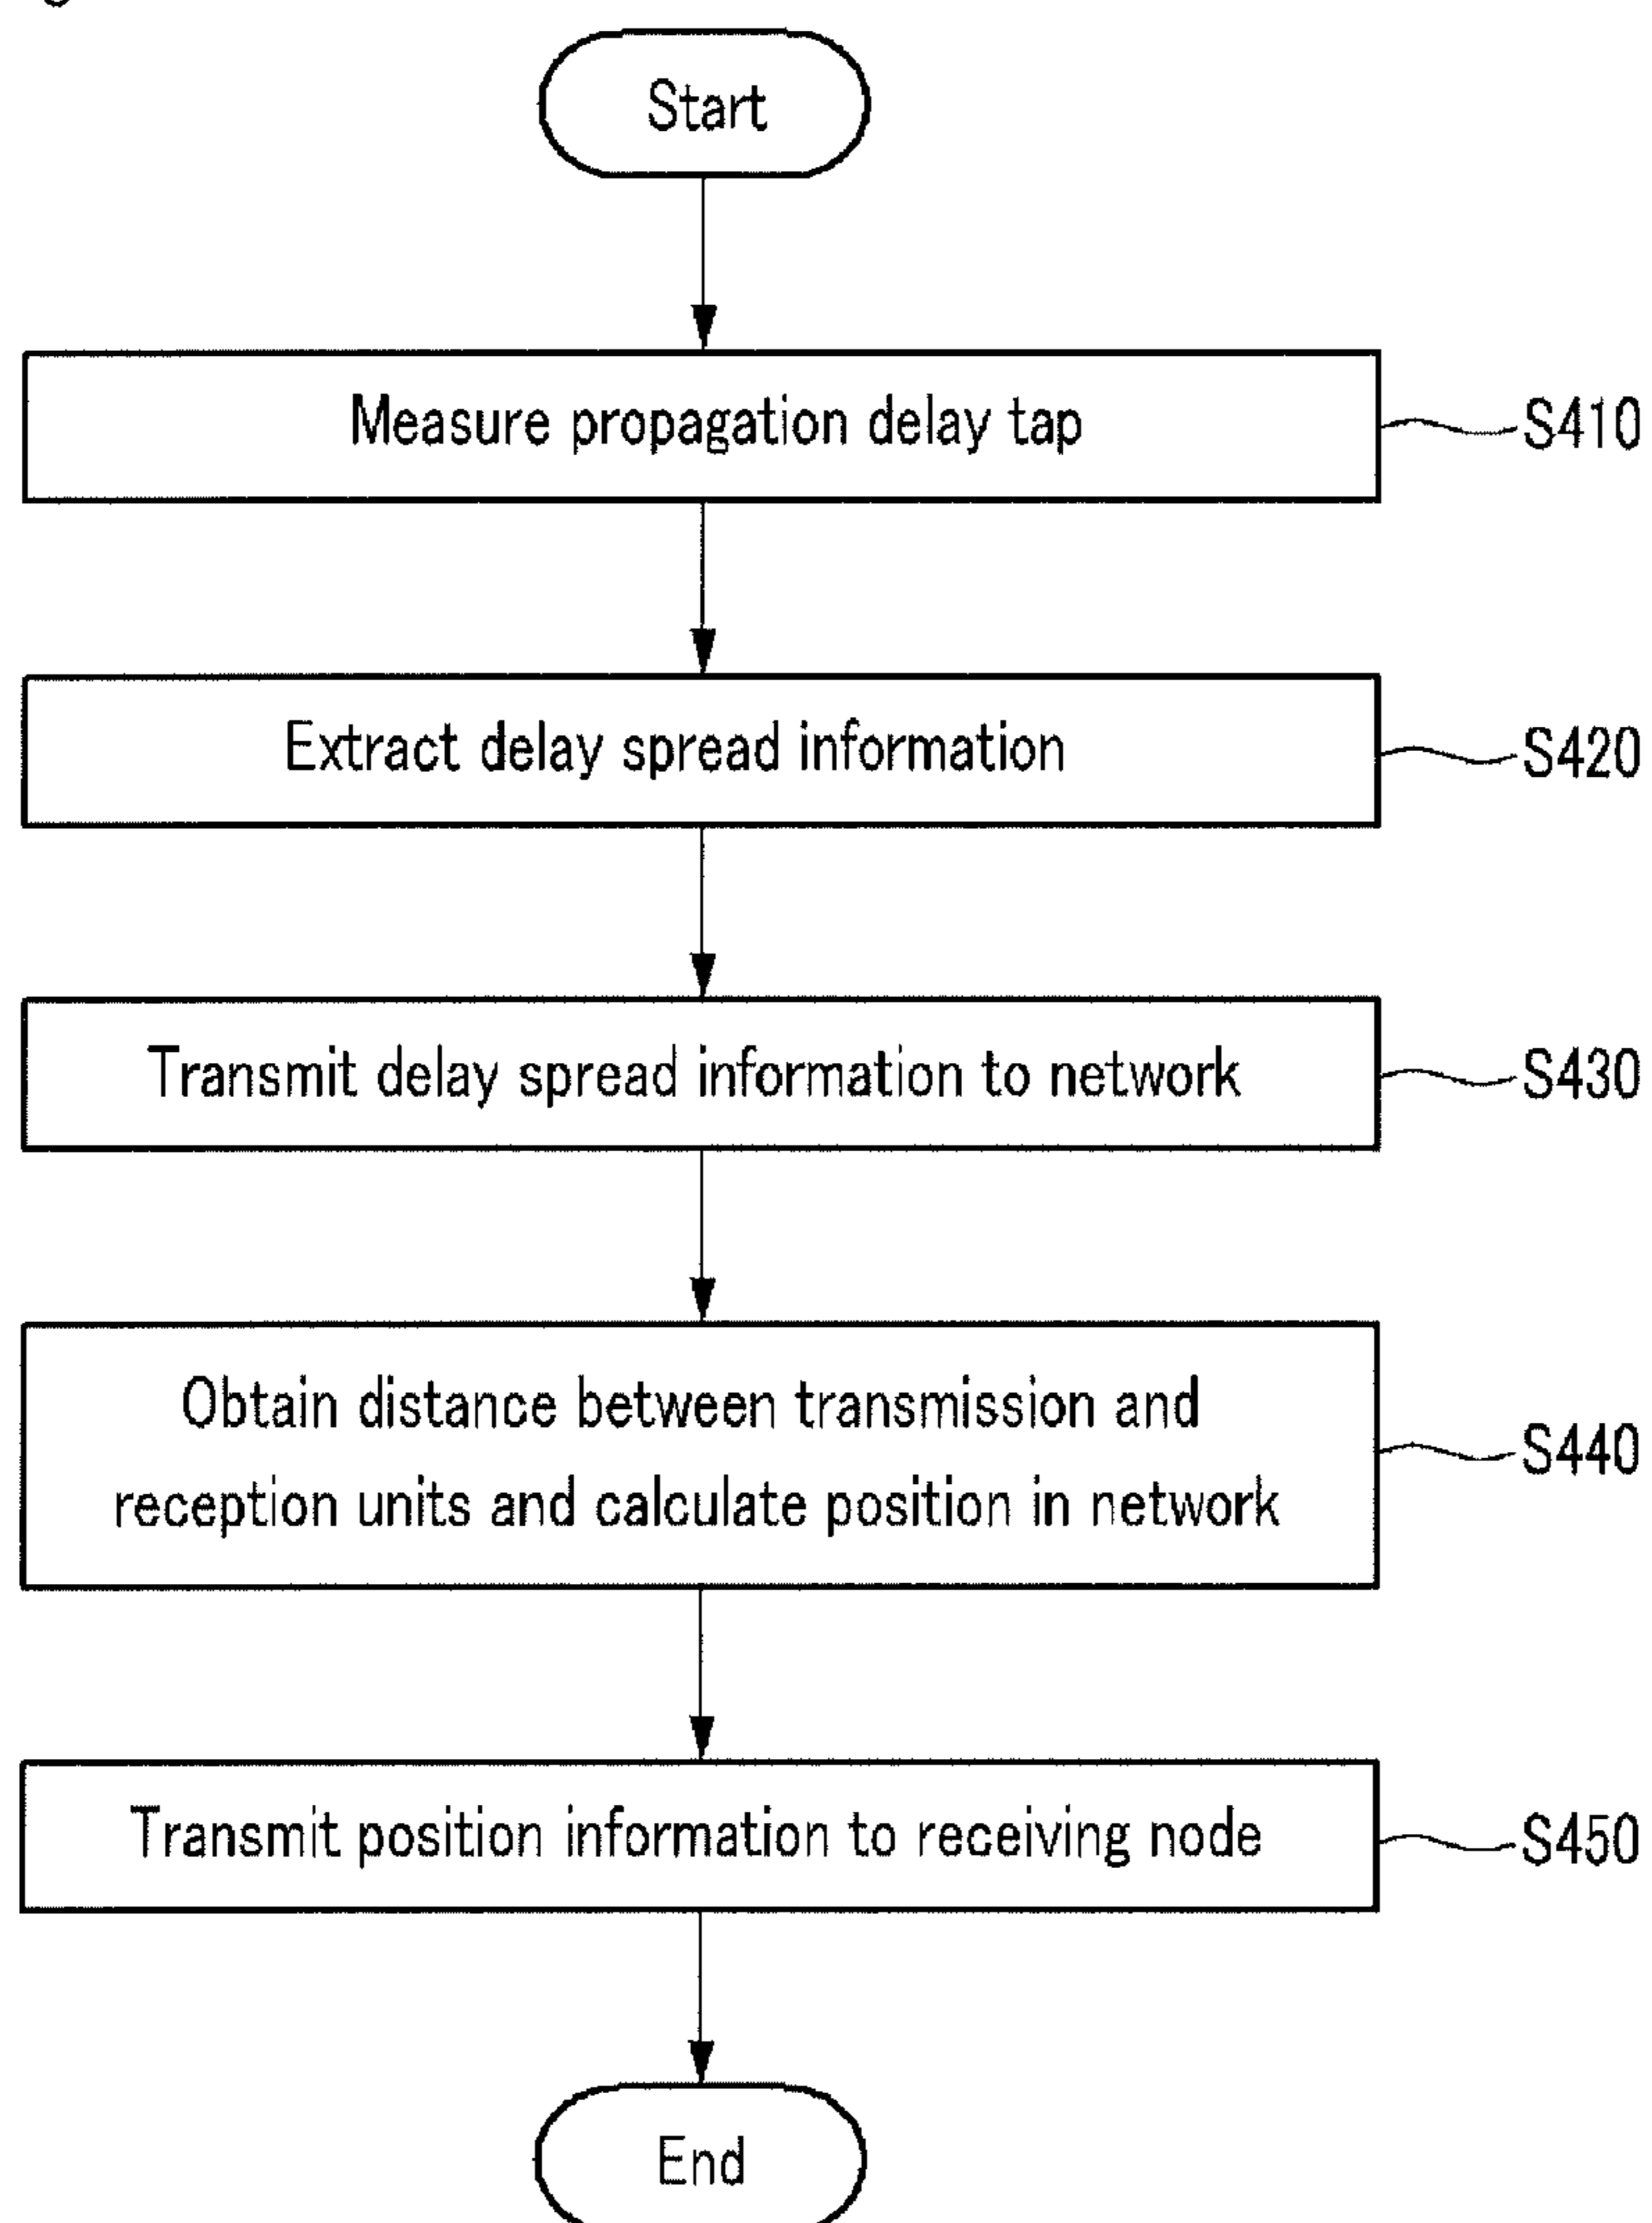 Start
Measure propagation delay tap
S410
Extract delay spread information
S420
Transmit delay spread information to network
S430
Obtain distance between transmission and
reception units and calculate position in network
S440
Transmit position information to receiving node
S450
End